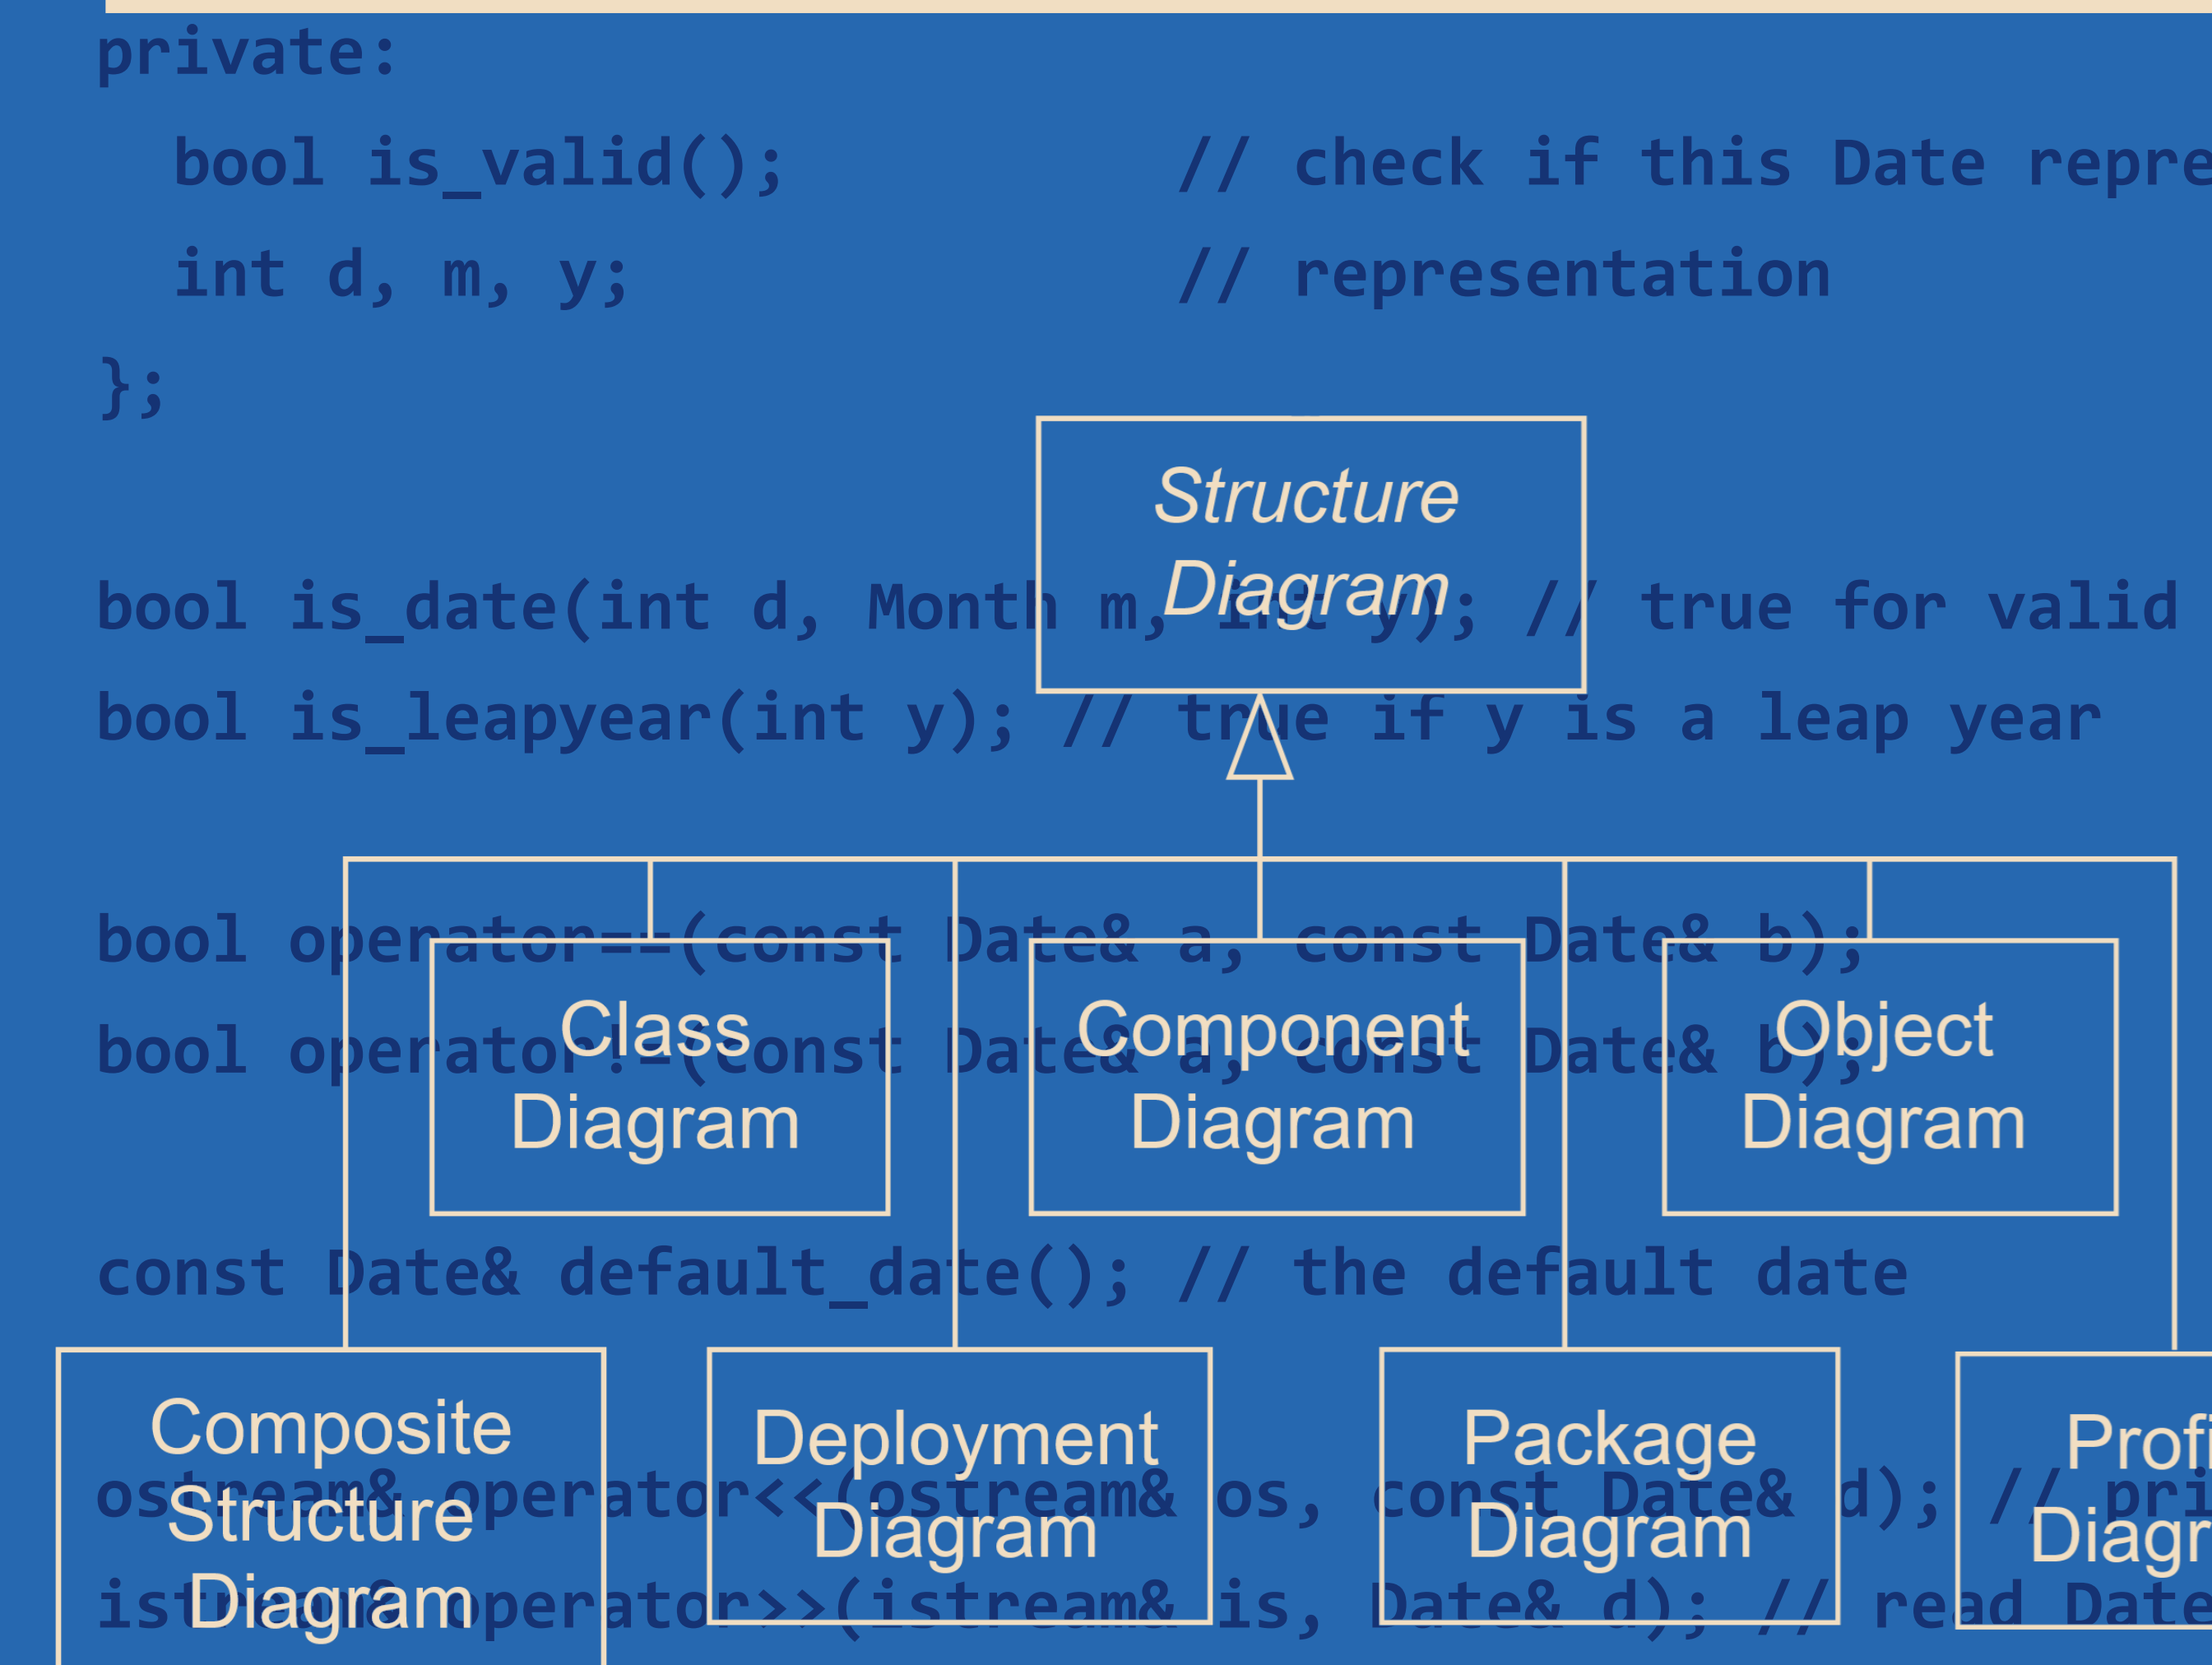 private:
bool is_valid(); // check if this Date repre
int d, m, y; // representation
};
Structure
Diagram
bool is_date(int d, Month m, int y); // true for valid
bool is_leapyear(int y); // true if y is a leap year
bool operator==(const Date& a, const Date& b);
bool operator!=(const Date& a, const Date& b);
Class
Diagram
Component
Diagram
Object
Diagram
const Date& default_date(); // the default date
Composite
Structure
Diagram
Deployment
Diagram
Package
Diagram
Profi
Diagr
ostream& operator<<(ostream& os, const Date& d); // pri
istream& operator>>(istream& is, Date& d); // read Date